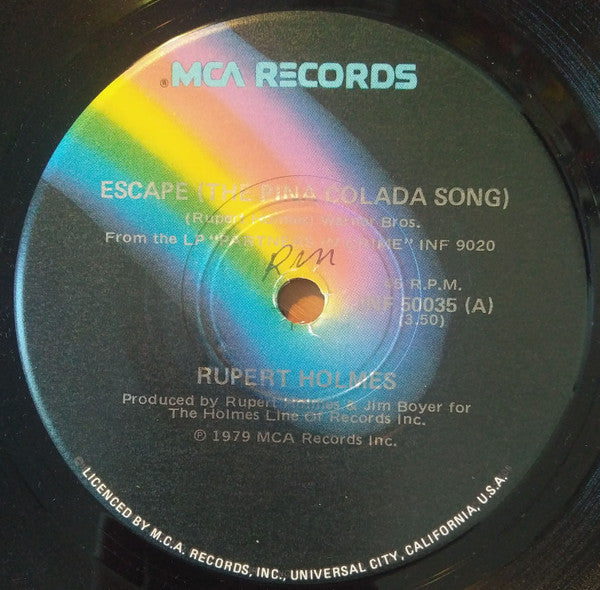 ® MCA RECORDS
ESCAPE (THE PINA COLADA SONG)
(Rupert Bros.
From the LP INF 9020
R.P.M.
50035 (A)
(3.50)
RUPERT HOLMES
Produced by Rupert Holmes & Jim Boyer for
The Holmes Line Of Records Inc.
℗ 1979 MCA Records Inc.
LICENCED BY M.C.A. RECORDS, INC., UNIVERSAL CITY, CALIFORNIA, U.S.A.